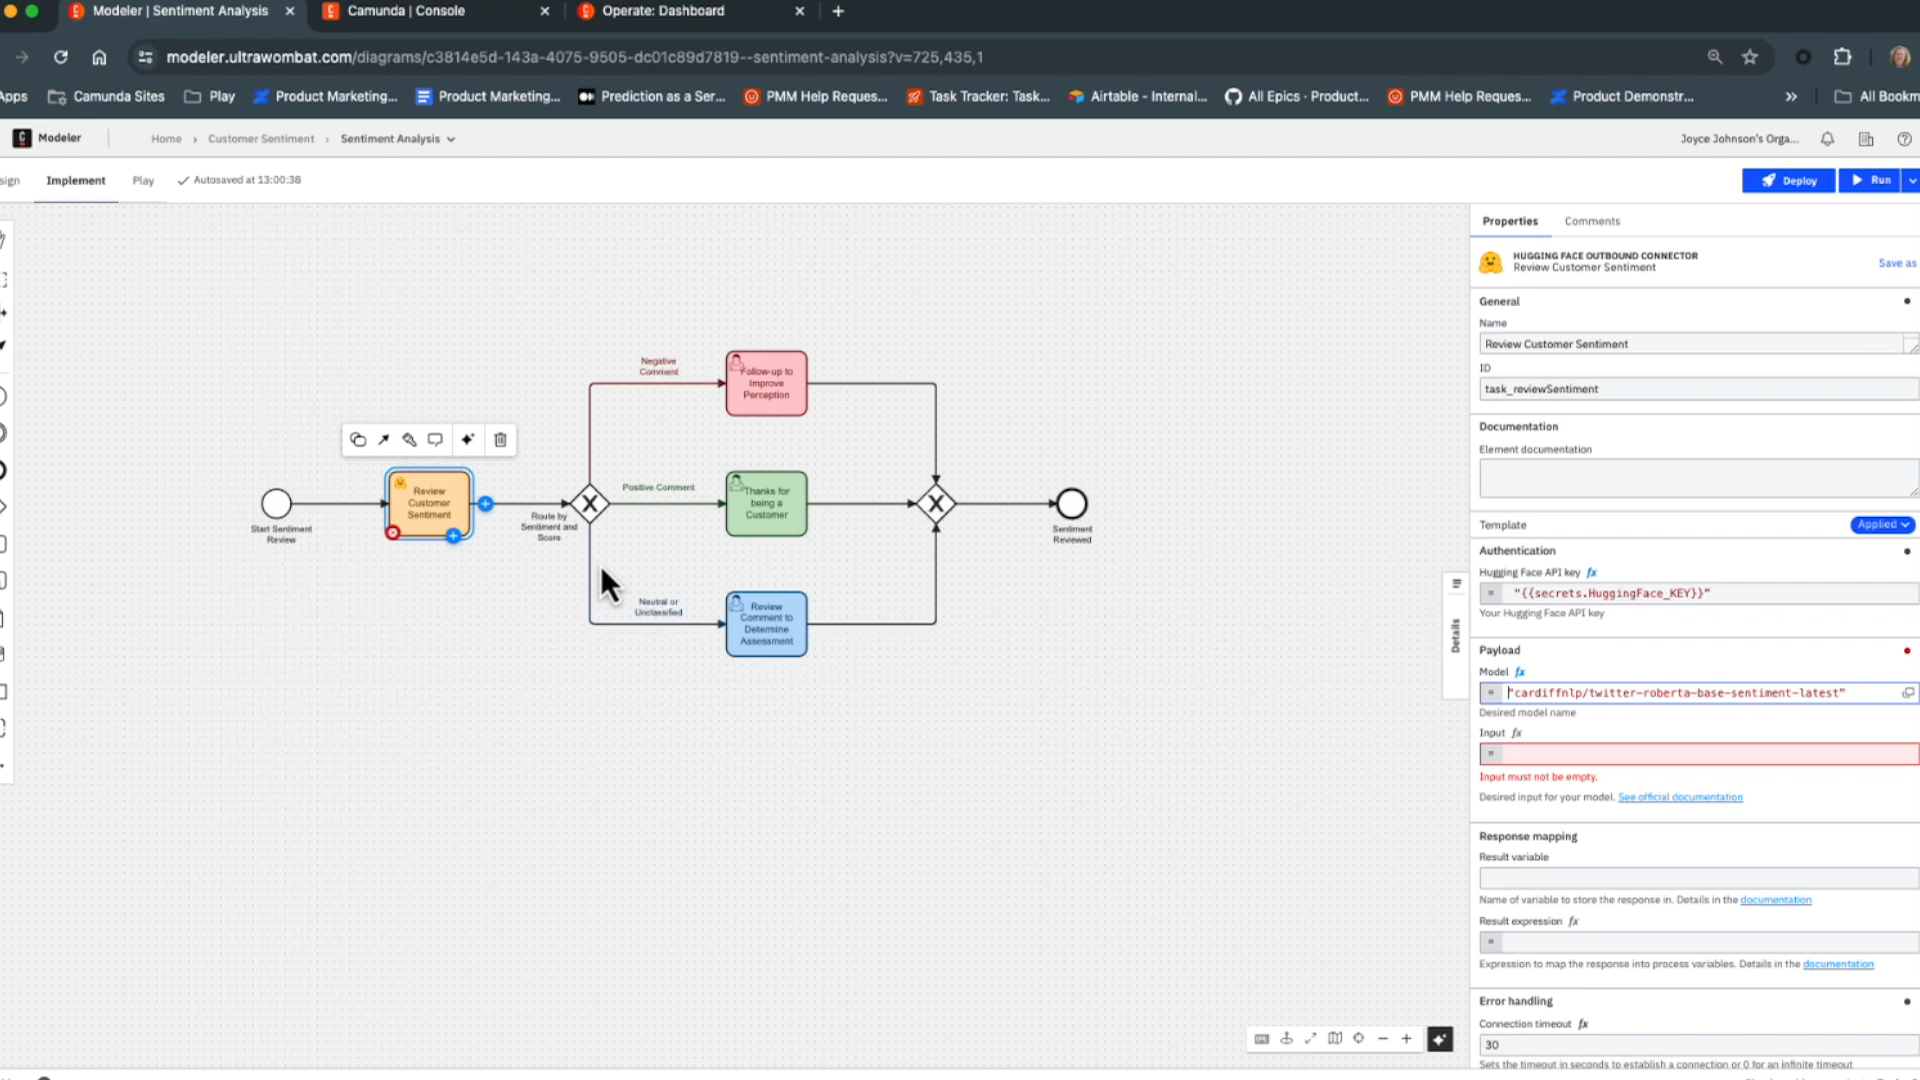 Modeler | Sentiment Analysis
Camunda | Console
Operate: Dashboard
modeler.ultrawombat.com/diagrams/c3814e5d-143a-4075-9505-dc01c89d7819--sentiment-analysis?v=725,435,1
Apps
Camunda Sites
Play
Product Marketing...
Product Marketing...
Prediction as a Ser...
PMM Help Reques...
Task Tracker: Task...
Airtable - Internal...
All Epics · Product...
PMM Help Reques...
Product Demonstr...
All Bookm
Modeler
Home
Customer Sentiment
Sentiment Analysis
Joyce Johnson's Orga...
sign
Implement
Play
Autosaved at 13:00:38
Deploy
Run
Start Sentiment
Review
Review
Customer
Sentiment
Route by
Sentiment and
Score
Negative
Comment
Follow-up to
Improve
Perception
Positive Comment
Thanks for
being a
Customer
Neutral or
Unclassified
Review
Comment to
Determine
Assessment
Sentiment
Reviewed
Details
Properties
Comments
HUGGING FACE OUTBOUND CONNECTOR
Review Customer Sentiment
Save as
General
Name
Review Customer Sentiment
ID
task_reviewSentiment
Documentation
Element documentation
Template
Applied
Authentication
Hugging Face API key fx
= "{{secrets.HuggingFace_KEY}}"
Your Hugging Face API key
Payload
Model fx
= "cardiffnlp/twitter-roberta-base-sentiment-latest"
Desired model name
Input fx
=
Input must not be empty.
Desired input for your model. See official documentation
Response mapping
Result variable
Name of variable to store the response in. Details in the documentation
Result expression fx
=
Expression to map the response into process variables. Details in the documentation
Error handling
Connection timeout fx
30
Sets the timeout in seconds to establish a connection or 0 for an infinite timeout